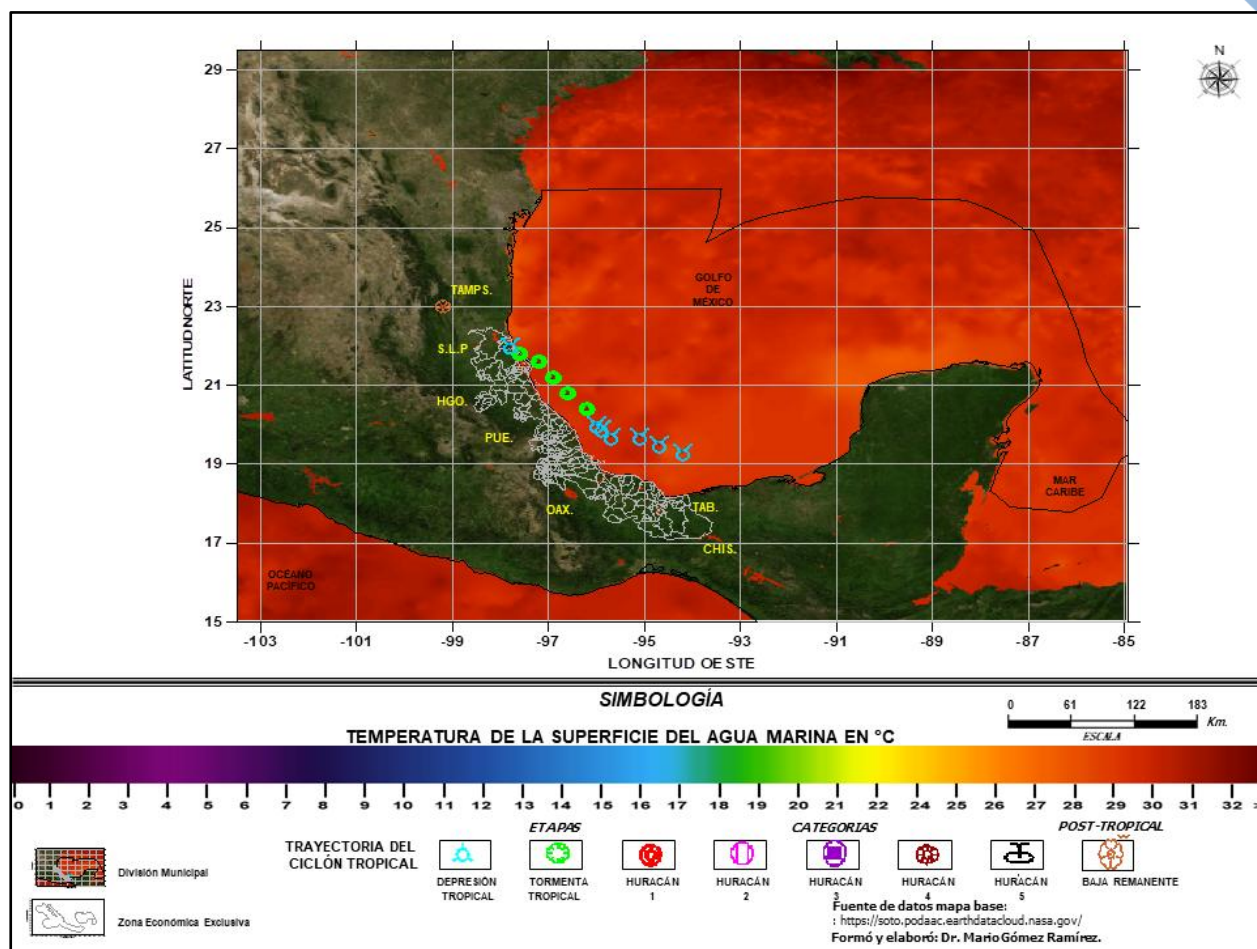 N
29
27
25
23
21
19
17
15
LATITUD NORTE
GOLFO
DE
MÉXICO
TAMPS.
S.L.P
HGO.
PUE.
OAX.
TAB.
CHIS.
MAR
CARIBE
OCÉANO
PACÍFICO
-103 -101 -99 -97 -95 -93 -91 -89 -87 -85
LONGITUD OESTE
SIMBOLOGÍA
0 61 122 183
Km.
ESCALA
TEMPERATURA DE LA SUPERFICIE DEL AGUA MARINA EN °C
0 1 2 3 4 5 6 7 8 9 10 11 12 13 14 15 16 17 18 19 20 21 22 24 25 26 27 28 29 30 31 32 >
ETAPAS CATEGORIAS POST-TROPICAL
TRAYECTORIA DEL
CICLÓN TROPICAL
DEPRESIÓN
TROPICAL
TORMENTA
TROPICAL
HURACÁN
1
HURACÁN
2
HURACÁN
3
HURACÁN
4
HURACÁN
5
BAJA REMANENTE
División Municipal
Zona Económica Exclusiva
Fuente de datos mapa base:
: https://soto.podaac.earthdatacloud.nasa.gov/
Formó y elaboró: Dr. Mario Gómez Ramírez.